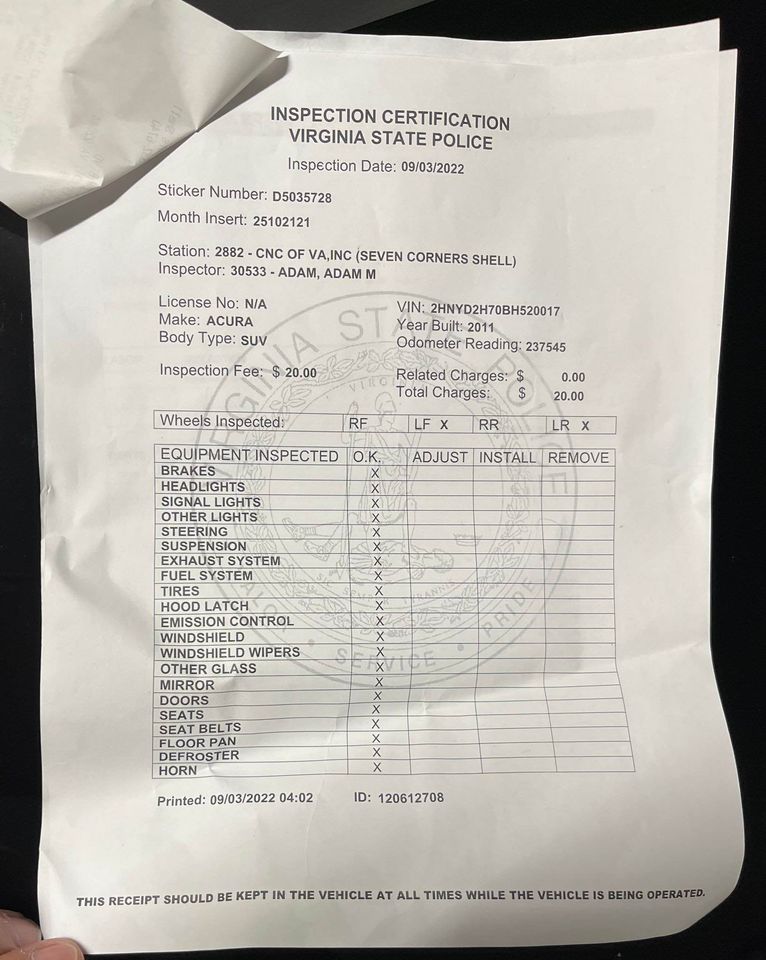 INSPECTION CERTIFICATION
VIRGINIA STATE POLICE
Inspection Date: 09/03/2022
Sticker Number: D5035728
Month Insert: 25102121
Station: 2882 - CNC OF VA,INC (SEVEN CORNERS SHELL)
Inspector: 30533 - ADAM, ADAM M
License No: N/A VIN: 2HNYD2H70BH520017
Make: ACURA Year Built: 2011
Body Type: SUV Odometer Reading: 237545
Inspection Fee: $ 20.00 Related Charges: $ 0.00
Total Charges: $ 20.00
Wheels Inspected: RF LF X RR LR X
EQUIPMENT INSPECTED O.K. ADJUST INSTALL REMOVE
BRAKES X
HEADLIGHTS X
SIGNAL LIGHTS X
OTHER LIGHTS X
STEERING X
SUSPENSION X
EXHAUST SYSTEM X
FUEL SYSTEM X
TIRES X
HOOD LATCH X
EMISSION CONTROL X
WINDSHIELD X
WINDSHIELD WIPERS X
OTHER GLASS X
MIRROR X
DOORS X
SEATS X
SEAT BELTS X
FLOOR PAN X
DEFROSTER X
HORN X
Printed: 09/03/2022 04:02 ID: 120612708
THIS RECEIPT SHOULD BE KEPT IN THE VEHICLE AT ALL TIMES WHILE THE VEHICLE IS BEING OPERATED.
VIRGINIA STATE POLICE
VALOR • SERVICE • PRIDE